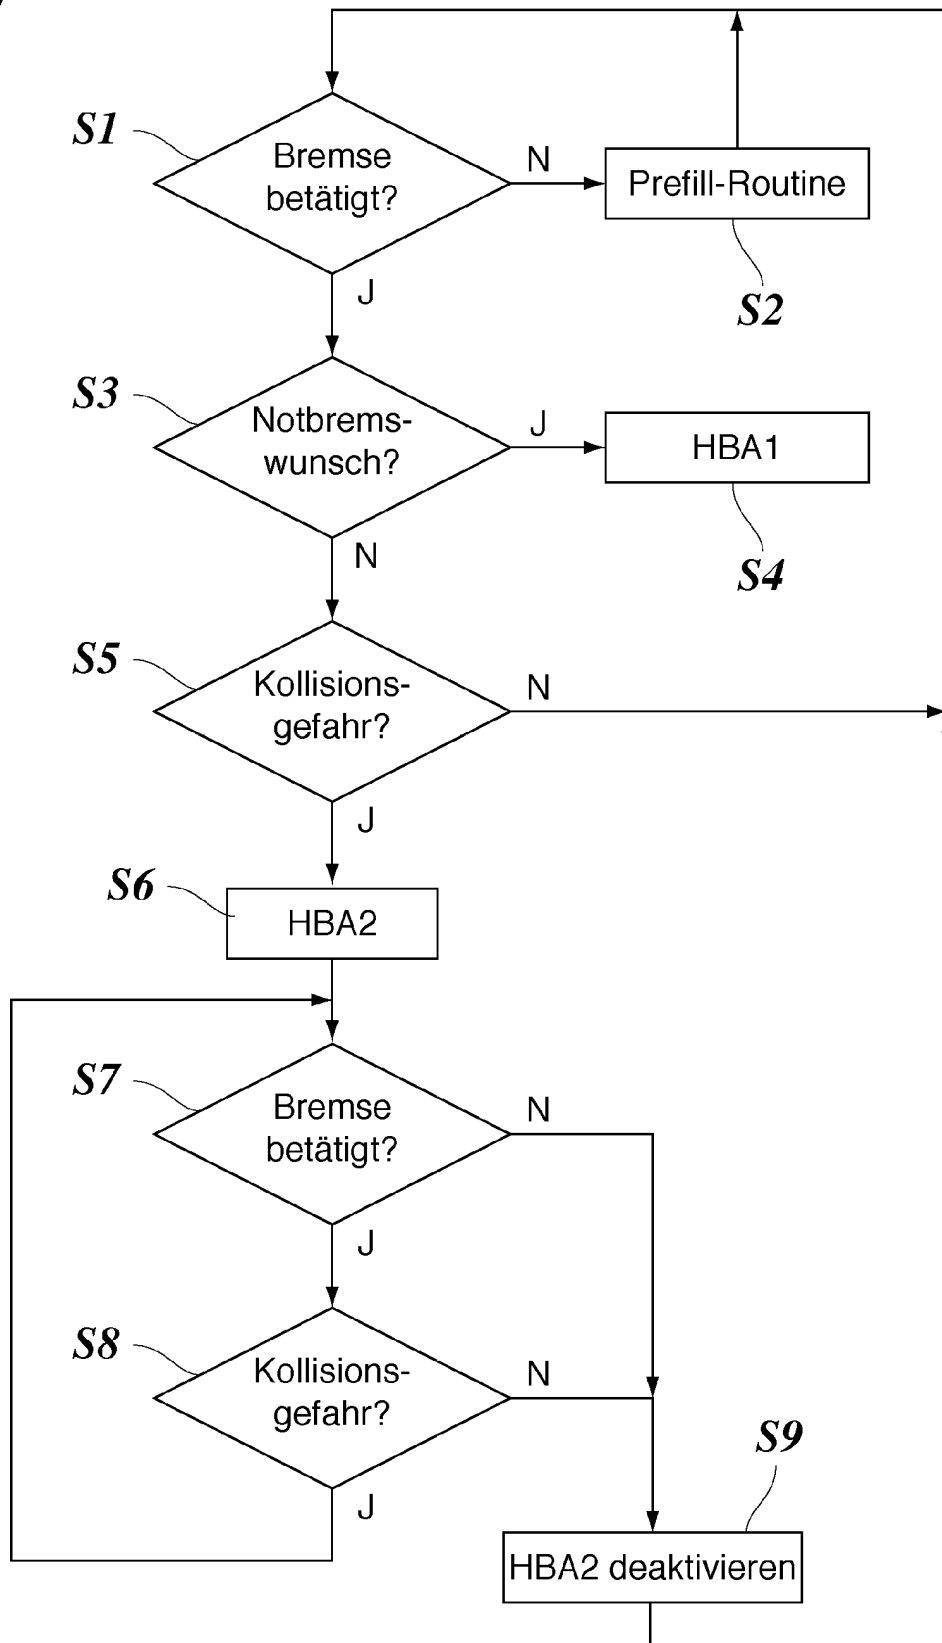 S1
Bremse
betätigt?
N
Prefill-Routine
S2
J
S3
Notbrems-
wunsch?
J
HBA1
S4
N
S5
Kollisions-
gefahr?
N
J
S6
HBA2
S7
Bremse
betätigt?
N
J
S8
Kollisions-
gefahr?
N
J
S9
HBA2 deaktivieren